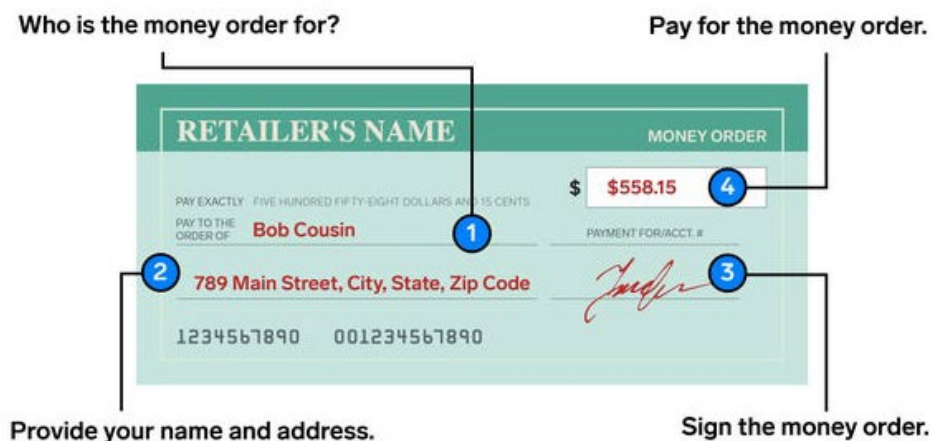 Who is the money order for?
Pay for the money order.
RETAILER'S NAME
MONEY ORDER
$ $558.15 4
PAY EXACTLY FIVE HUNDRED FIFTY-EIGHT DOLLARS AND 15 CENTS
PAY TO THE
ORDER OF Bob Cousin 1
PAYMENT FOR/ACCT. #
2 789 Main Street, City, State, Zip Code
3
1234567890 001234567890
Provide your name and address.
Sign the money order.